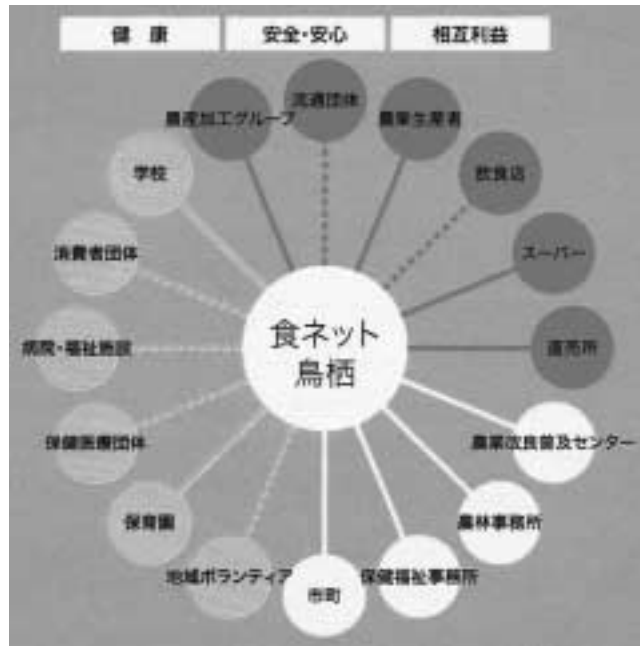 健 康
安全・安心
相互利益
流通団体
農産加工グループ
農業生産者
学校
飲食店
消費者団体
スーパー
食ネット
鳥栖
病院・福祉施設
直売所
保健医療団体
農業改良普及センター
保育園
農林事務所
地域ボランティア
保健福祉事務所
市町